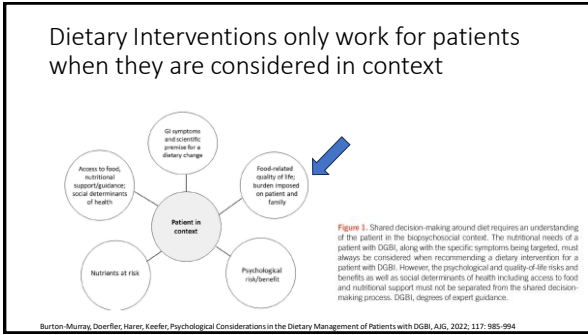 Dietary Interventions only work for patients
when they are considered in context
GI symptoms
and scientific
premise for a
dietary change
Access to food,
nutritional
support/guidance;
social determinants
of health
Food-related
quality of life;
burden imposed
on patient and
family
Patient in
context
Nutrients at risk
Psychological
risk/benefit
Figure 1. Shared decision-making around diet requires an understanding
of the patient in the biopsychosocial context. The nutritional needs of a
patient with DGBI, along with the specific symptoms being targeted, must
always be considered when recommending a dietary intervention for a
patient with DGBI. However, the psychological and quality-of-life risks and
benefits as well as social determinants of health including access to food
and nutritional support must not be separated from the shared decision-
making process. DGBI, degrees of expert guidance.
Burton-Murray, Doerfler, Harer, Keefer, Psychological Considerations in the Dietary Management of Patients with DGBI, AJG, 2022; 117: 985-994